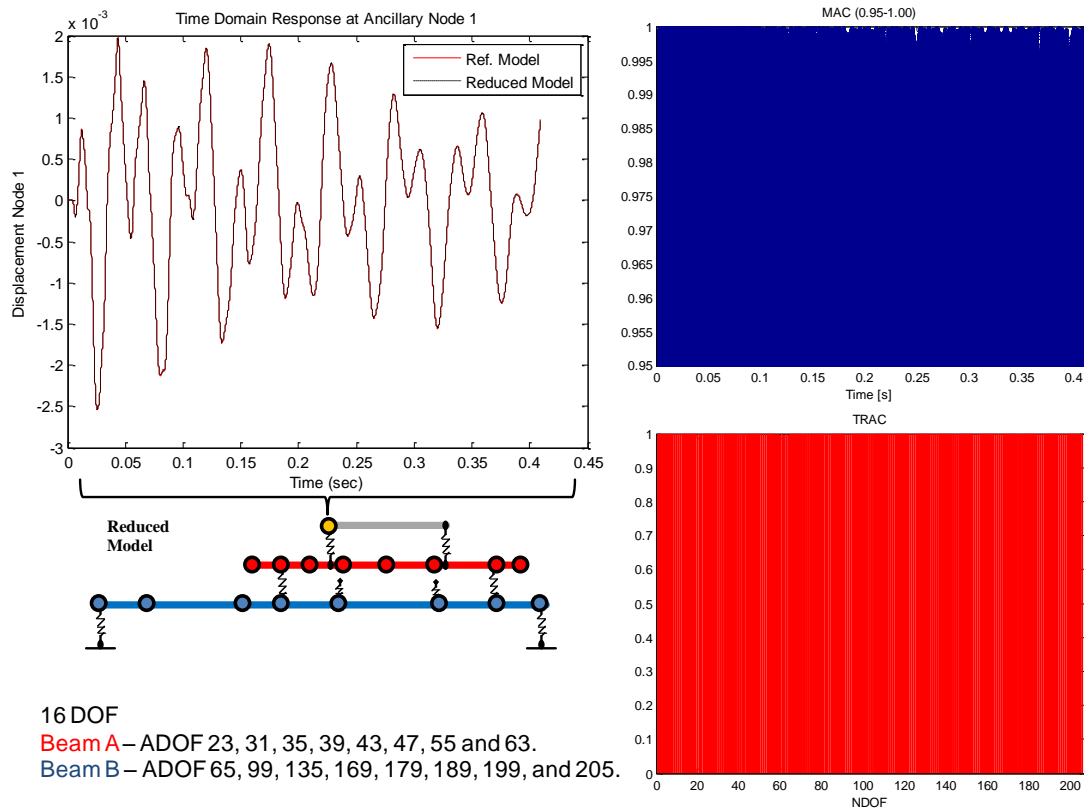 Time Domain Response at Ancillary Node 1
x 10⁻³
2
1.5
1
0.5
0
-0.5
-1
-1.5
-2
-2.5
-3
Displacement Node 1
Ref. Model
Reduced Model
0 0.05 0.1 0.15 0.2 0.25 0.3 0.35 0.4 0.45
Time (sec)
Reduced
Model
16 DOF
Beam A – ADOF 23, 31, 35, 39, 43, 47, 55 and 63.
Beam B – ADOF 65, 99, 135, 169, 179, 189, 199, and 205.
MAC (0.95-1.00)
1
0.995
0.99
0.985
0.98
0.975
0.97
0.965
0.96
0.955
0.95
0 0.05 0.1 0.15 0.2 0.25 0.3 0.35 0.4
Time [s]
TRAC
1
0.9
0.8
0.7
0.6
0.5
0.4
0.3
0.2
0.1
0
0 20 40 60 80 100 120 140 160 180 200
NDOF